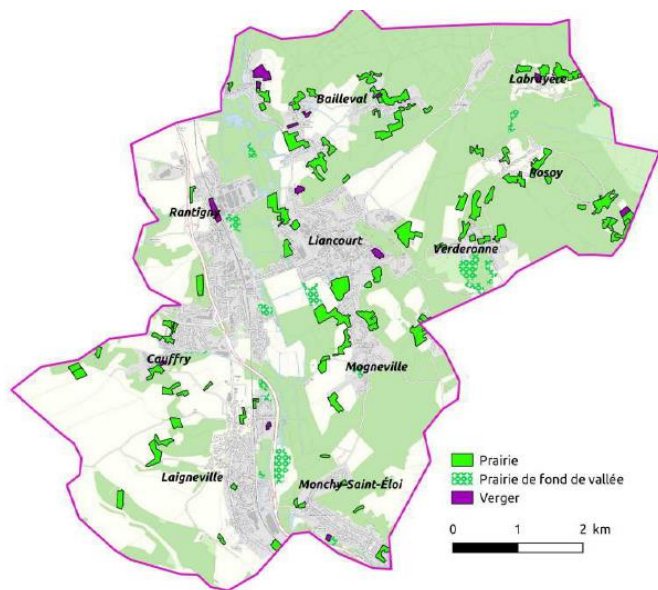 Labruyère
Bailleval
Rosoy
Rantigny
Liancourt
Verderonne
Cauffry
Mogneville
Laigneville
Monchy-Saint-Éloi
Prairie
Prairie de fond de vallée
Verger
0 1 2 km